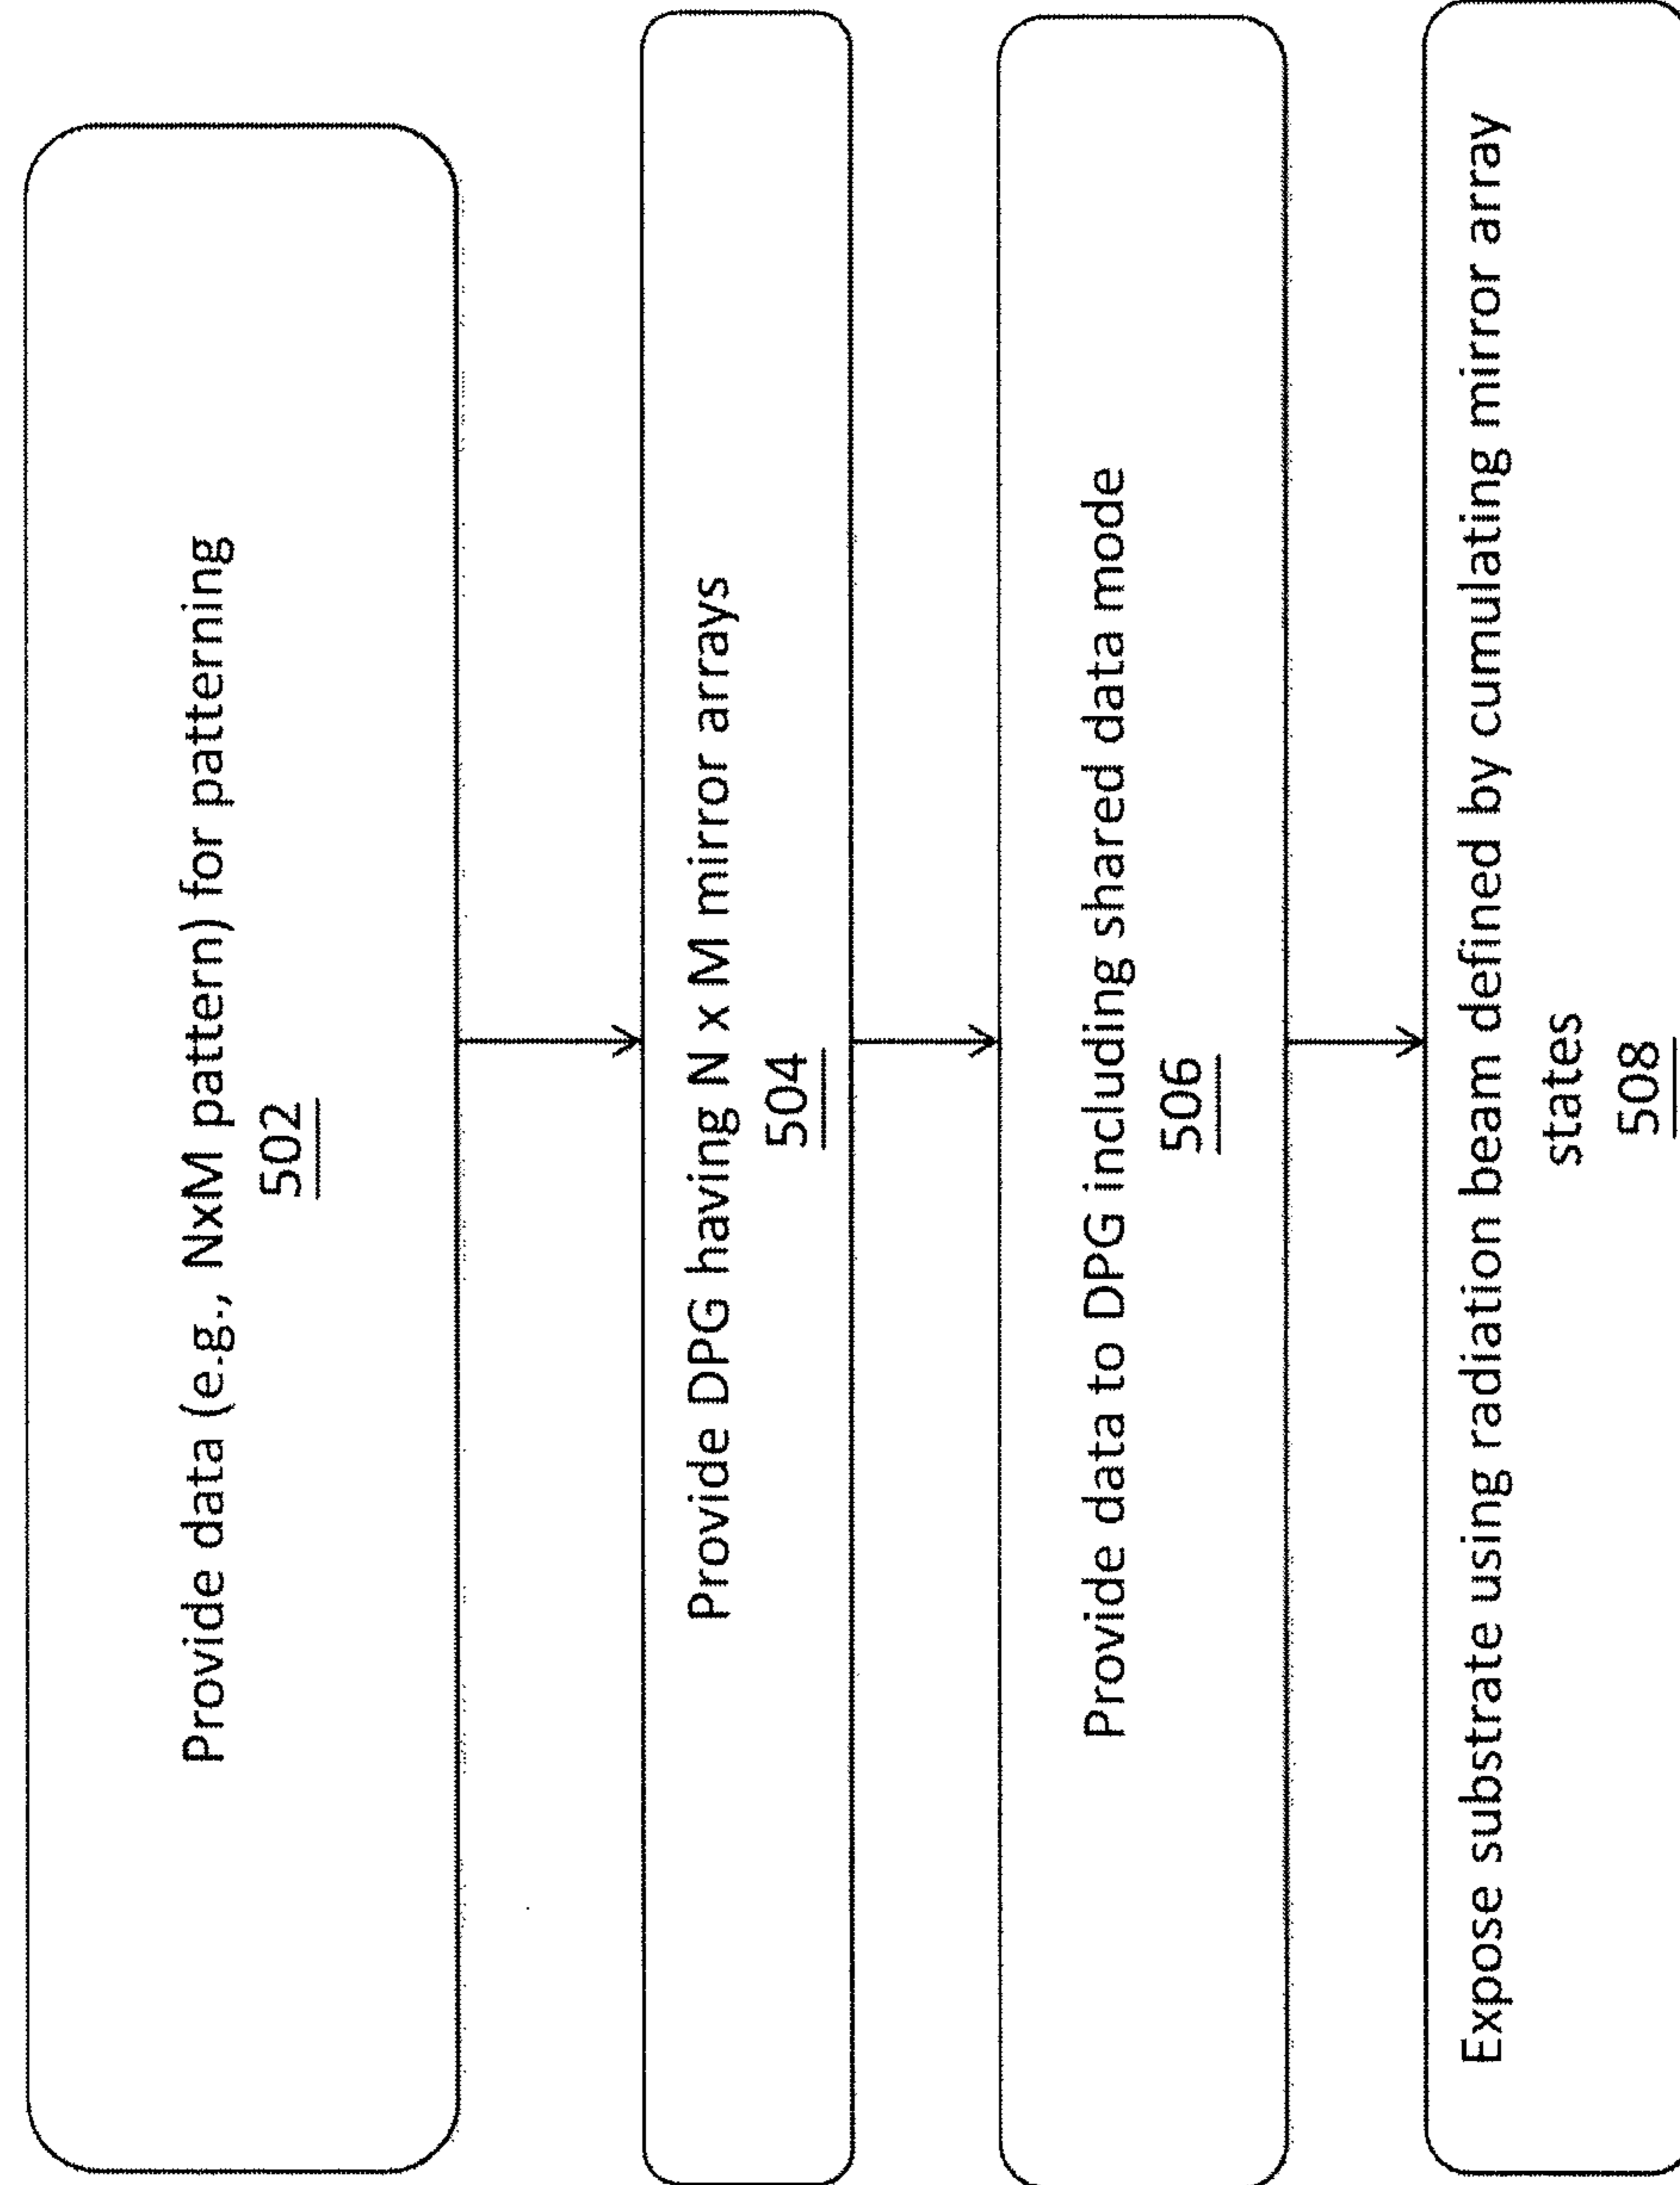 Provide data (e.g., NxM pattern) for patterning
502
Provide DPG having N x M mirror arrays
504
Provide data to DPG including shared data mode
506
Expose substrate using radiation beam defined by cumulating mirror array
states
508